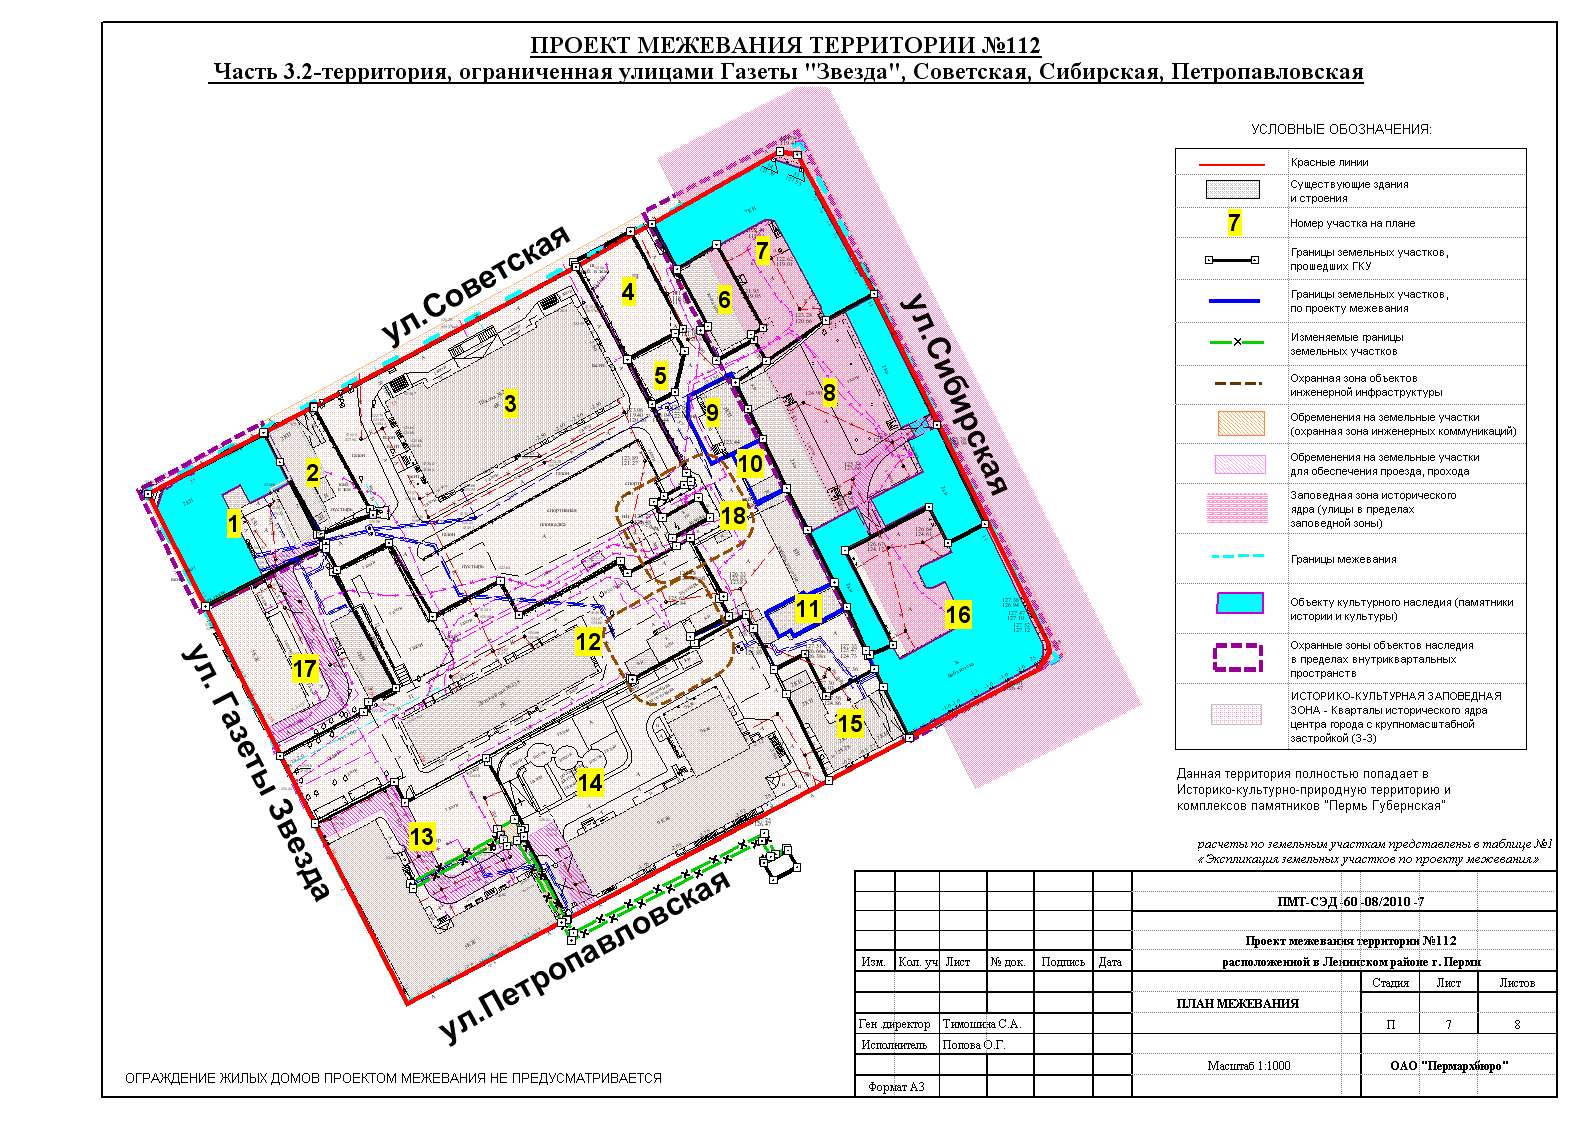 ПРОЕКТ МЕЖЕВАНИЯ ТЕРРИТОРИИ №112
Часть 3.2-территория, ограниченная улицами Газеты "Звезда", Советская, Сибирская, Петропавловская
УСЛОВНЫЕ ОБОЗНАЧЕНИЯ:
Красные линии
Существующие здания
и строения
7
Номер участка на плане
Границы земельных участков,
прошедших ГКУ
Границы земельных участков,
по проекту межевания
Изменяемые границы
земельных участков
Охранная зона объектов
инженерной инфраструктуры
Обременения на земельные участки
(охранная зона инженерных коммуникаций)
Обременения на земельные участки
для обеспечения проезда, прохода
Заповедная зона исторического
ядра (улицы в пределах
заповедной зоны)
Границы межевания
Объекту культурного наследия (памятники
истории и культуры)
Охранные зоны объектов наследия
в пределах внутриквартальных
пространств
ИСТОРИКО-КУЛЬТУРНАЯ ЗАПОВЕДНАЯ
ЗОНА - Кварталы исторического ядра
центра города с крупномасштабной
застройкой (З-3)
Данная территория полностью попадает в
Историко-культурно-природную территорию и
комплексов памятников "Пермь Губернская"
расчеты по земельным участкам представлены в таблице №1
«Экспликация земельных участков по проекту межевания»
ул.Советская
ул.Сибирская
ул. Газеты Звезда
ул.Петропавловская
1
2
3
4
5
6
7
8
9
10
11
12
13
14
15
16
17
18
газон
газон
спортивная
площадка
пустырь
пустырь
библиотека
ПМТ-СЭД -60 -08/2010 -7
Проект межевания территории №112
расположенной в Ленинском районе г. Перми
Изм. Кол. уч Лист № док. Подпись Дата
ПЛАН МЕЖЕВАНИЯ
Стадия Лист Листов
П 7 8
Ген .директор Тимошина С.А.
Исполнитель Попова О.Г.
Масштаб 1:1000
ОАО "Пермархбюро"
Формат А3
ОГРАЖДЕНИЕ ЖИЛЫХ ДОМОВ ПРОЕКТОМ МЕЖЕВАНИЯ НЕ ПРЕДУСМАТРИВАЕТСЯ